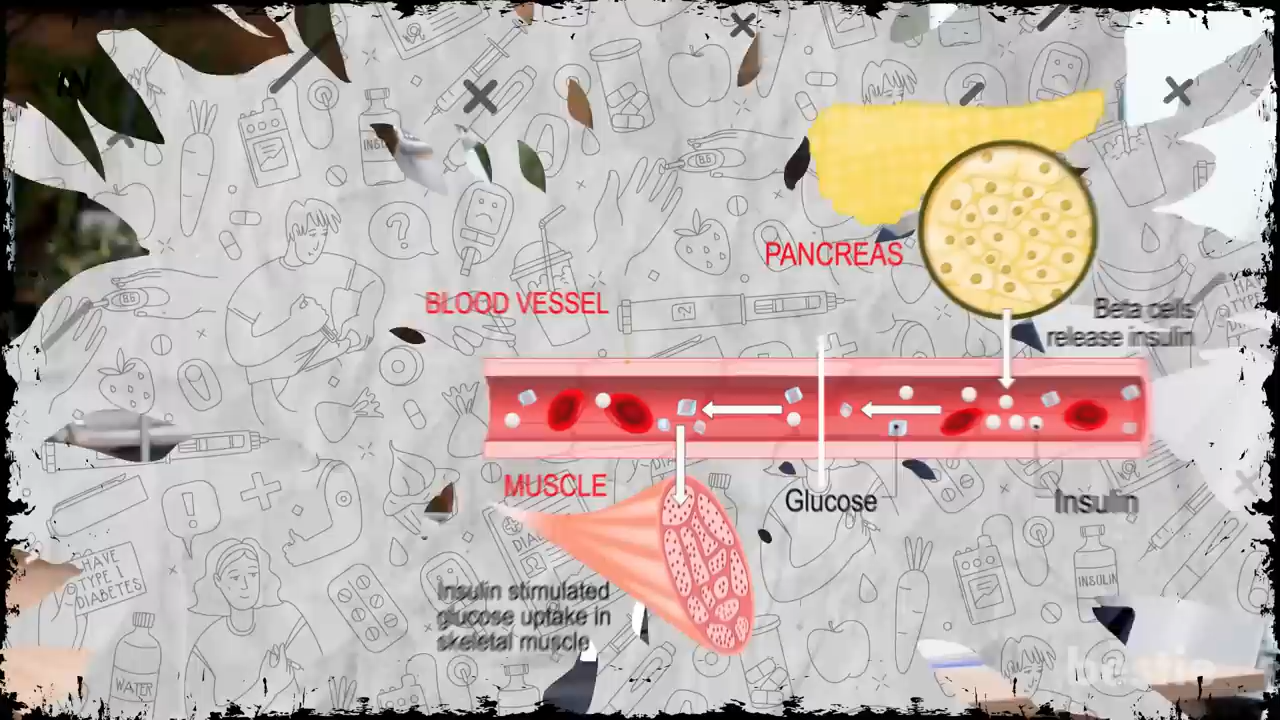 PANCREAS
BLOOD VESSEL
Beta cells
release insulin
MUSCLE
Glucose
Insulin
Insulin stimulated
glucose uptake in
skeletal muscle
HAVE
TYPE
DIABETES
WATER
INSULIN